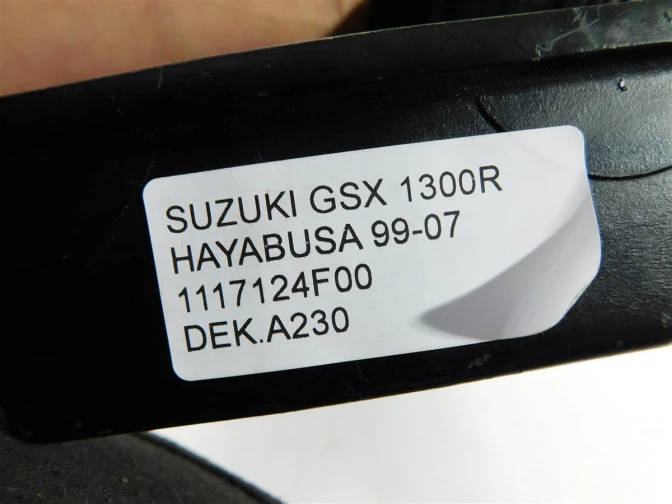 SUZUKI GSX 1300R
HAYABUSA 99-07
1117124F00
DEK.A230